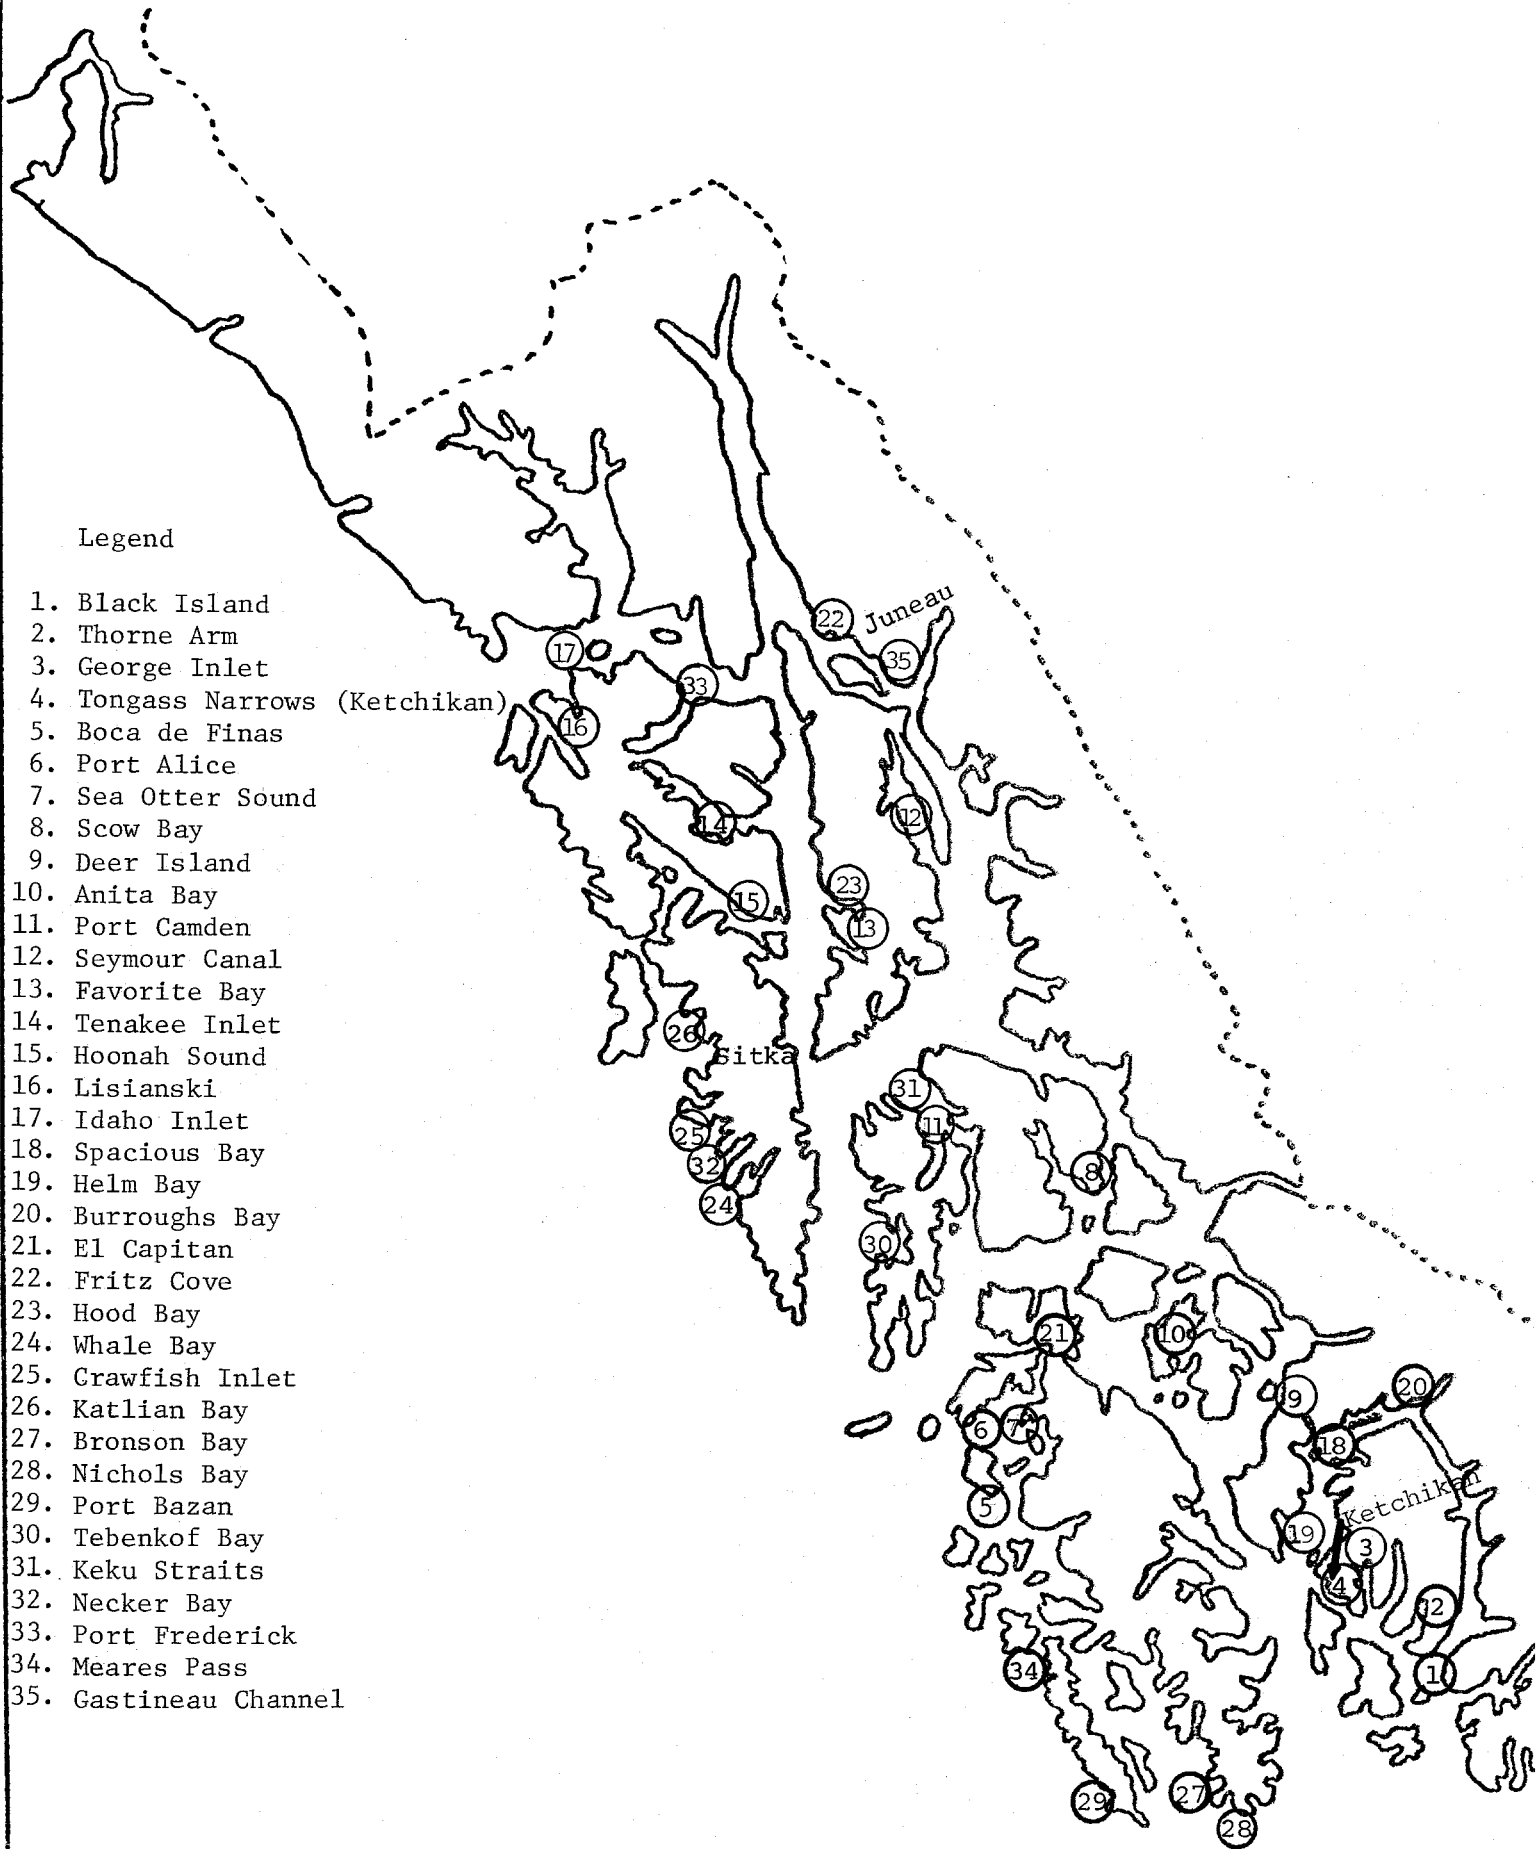 Legend
1. Black Island
2. Thorne Arm
3. George Inlet
4. Tongass Narrows (Ketchikan)
5. Boca de Finas
6. Port Alice
7. Sea Otter Sound
8. Scow Bay
9. Deer Island
10. Anita Bay
11. Port Camden
12. Seymour Canal
13. Favorite Bay
14. Tenakee Inlet
15. Hoonah Sound
16. Lisianski
17. Idaho Inlet
18. Spacious Bay
19. Helm Bay
20. Burroughs Bay
21. El Capitan
22. Fritz Cove
23. Hood Bay
24. Whale Bay
25. Crawfish Inlet
26. Katlian Bay
27. Bronson Bay
28. Nichols Bay
29. Port Bazan
30. Tebenkof Bay
31. Keku Straits
32. Necker Bay
33. Port Frederick
34. Meares Pass
35. Gastineau Channel
22
Juneau
35
17
33
16
12
14
23
15
13
26
Sitka
31
25
11
32
8
24
30
21
10
20
9
6
7
18
Ketchikan
5
19
3
4
12
34
1
27
29
28